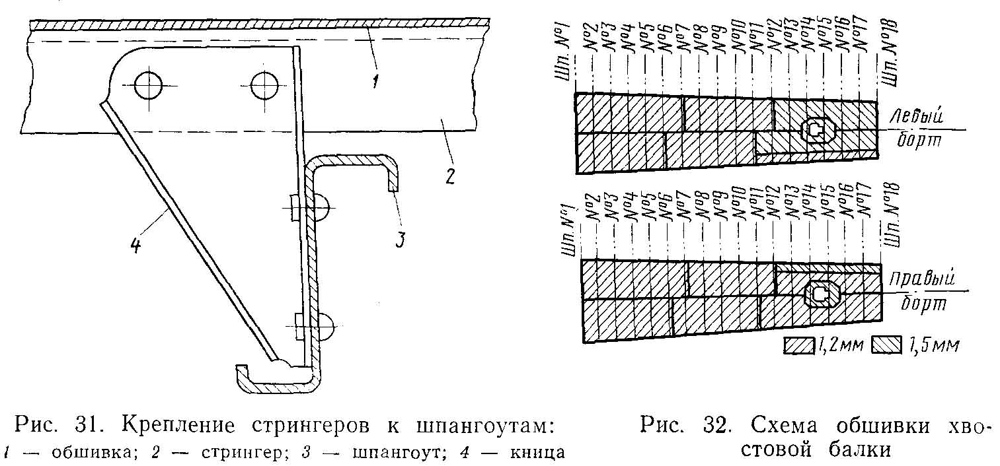 1
2
3
4
Рис. 31. Крепление стрингеров к шпангоутам:
1 — обшивка; 2 — стрингер; 3 — шпангоут; 4 — кница
Шп. №1
№2
№3
№4
№5
№6
№7
№8
№9
№10
№11
№12
№13
№14
№15
№16
№17
Шп. №18
Левый
борт
Шп. №1
№2
№3
№4
№5
№6
№7
№8
№9
№10
№11
№12
№13
№14
№15
№16
№17
Шп. №18
Правый
борт
1,2мм 1,5мм
Рис. 32. Схема обшивки хво-
стовой балки